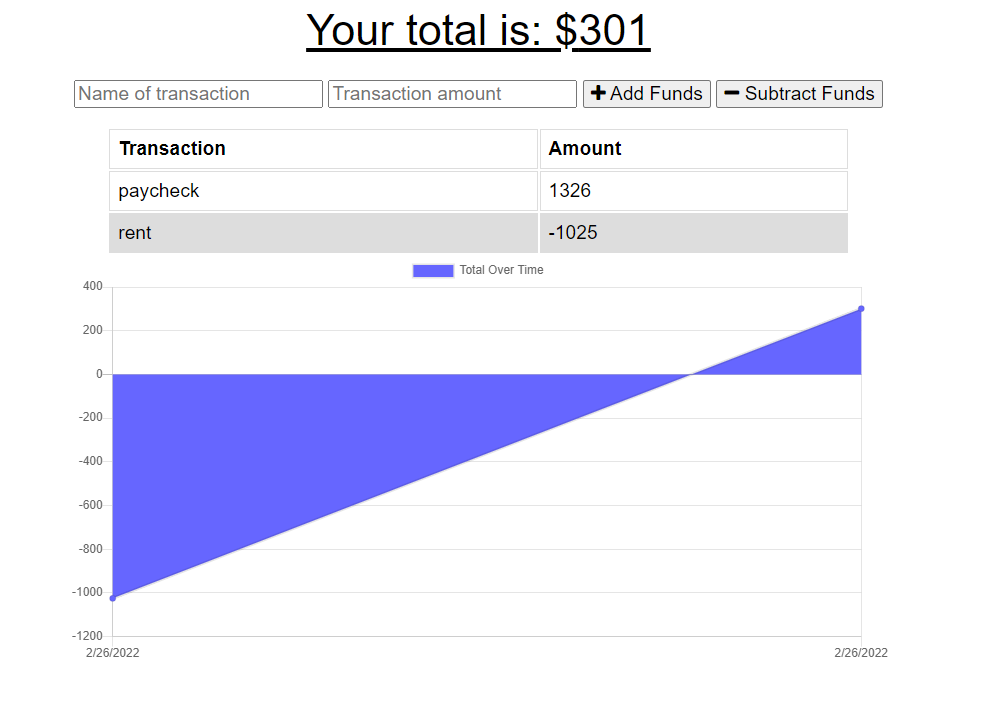 Your total is: $301
Name of transaction Transaction amount + Add Funds − Subtract Funds
Transaction Amount
paycheck 1326
rent -1025
Total Over Time
400
200
0
-200
-400
-600
-800
-1000
-1200
2/26/2022 2/26/2022